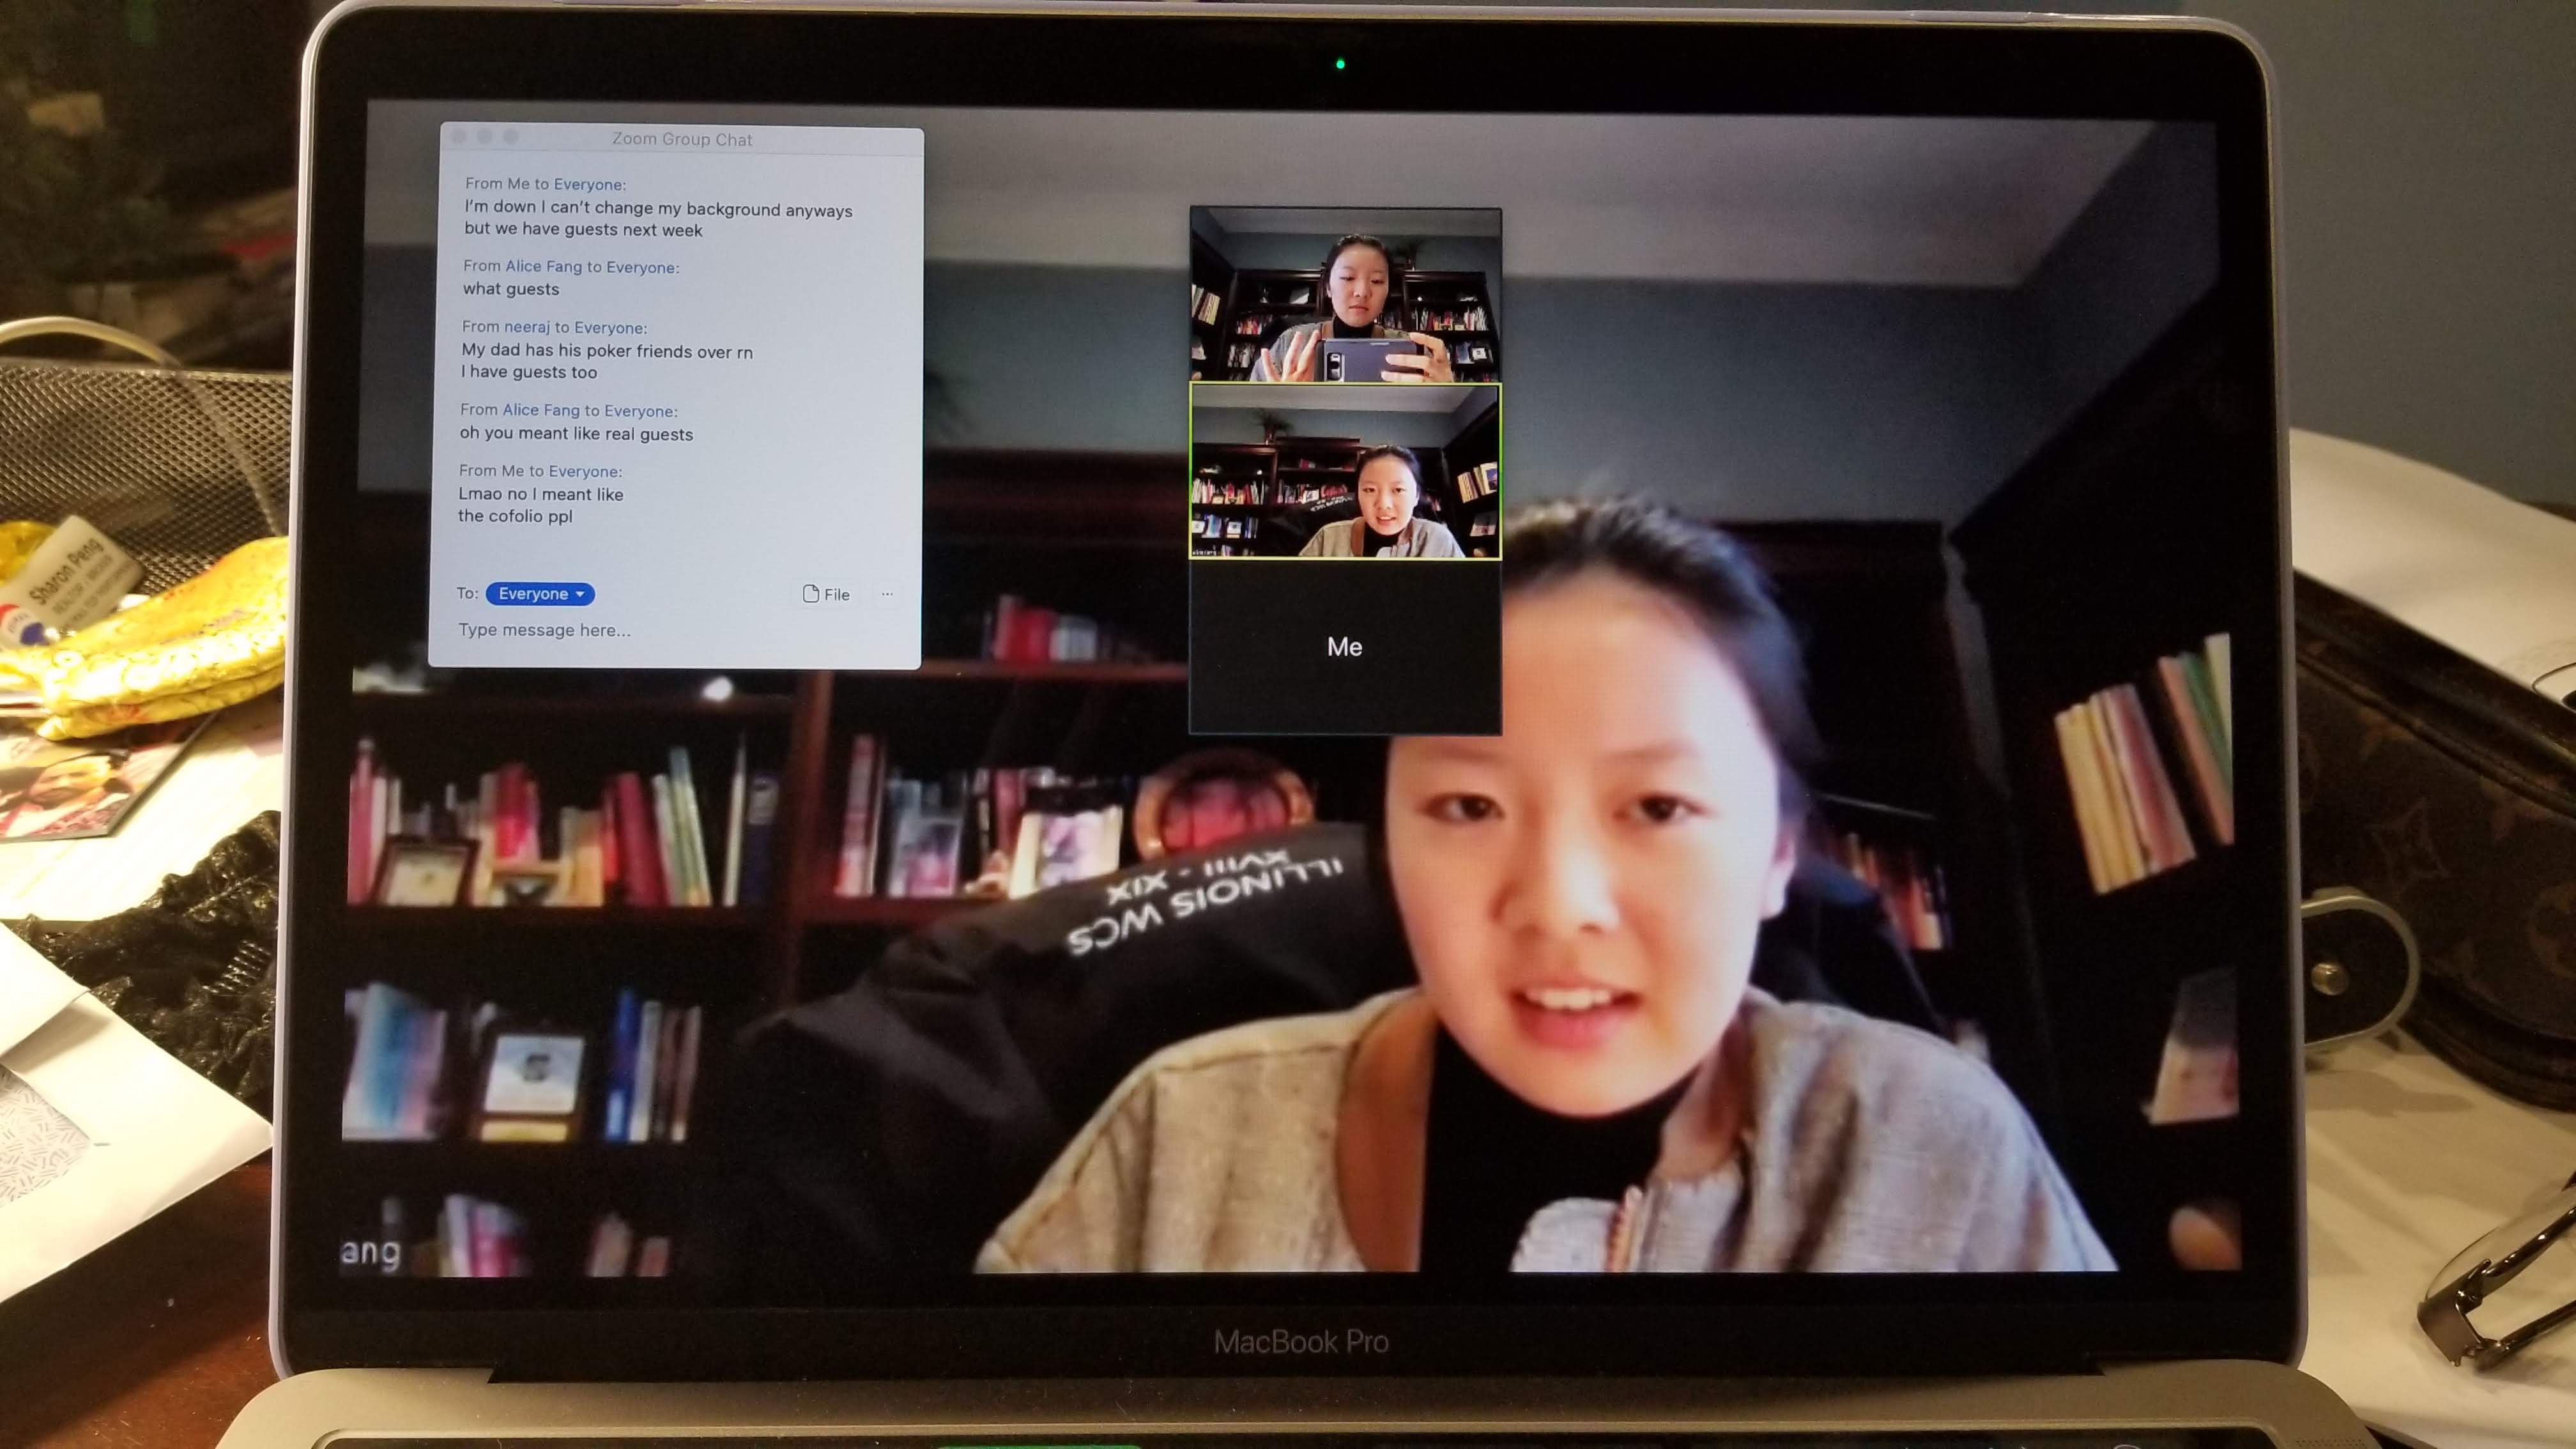 Zoom Group Chat
From Me to Everyone:
I'm down I can't change my background anyways
but we have guests next week
From Alice Fang to Everyone:
what guests
From neeraj to Everyone:
My dad has his poker friends over rn
I have guests too
From Alice Fang to Everyone:
oh you meant like real guests
From Me to Everyone:
Lmao no I meant like
the cofolio ppl
To: Everyone
File
Type message here...
Me
ILLINOIS WCS
XVIII - XIX
ang
Sharon Peng
MacBook Pro